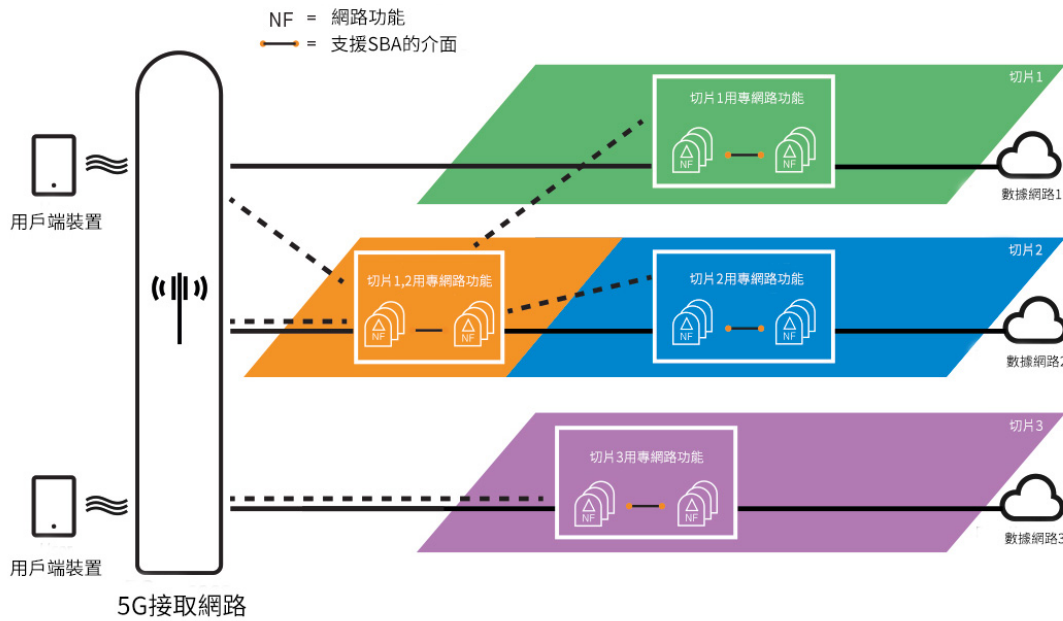 NF = 網路功能
= 支援SBA的介面
切片1
切片1用專網路功能
NF NF
數據網路1
用戶端裝置
切片2
切片1,2用專網路功能
切片2用專網路功能
NF NF
NF NF
數據網路2
切片3
切片3用專網路功能
NF NF
數據網路3
用戶端裝置
5G接取網路